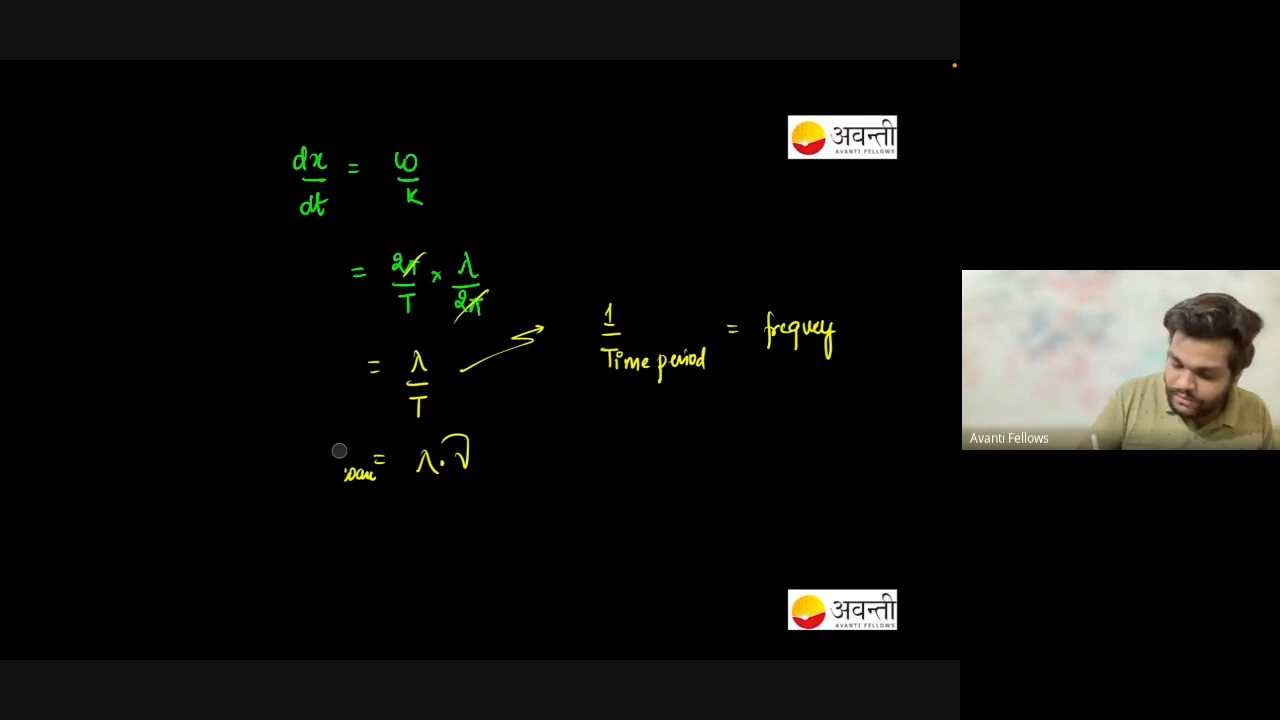 अवन्ती
AVANTI FELLOWS
dx/dt = ω/K
= 2π/T × λ/2π
= λ/T
1/Time period = frequey
= λ.ν
Avanti Fellows
अवन्ती
AVANTI FELLOWS